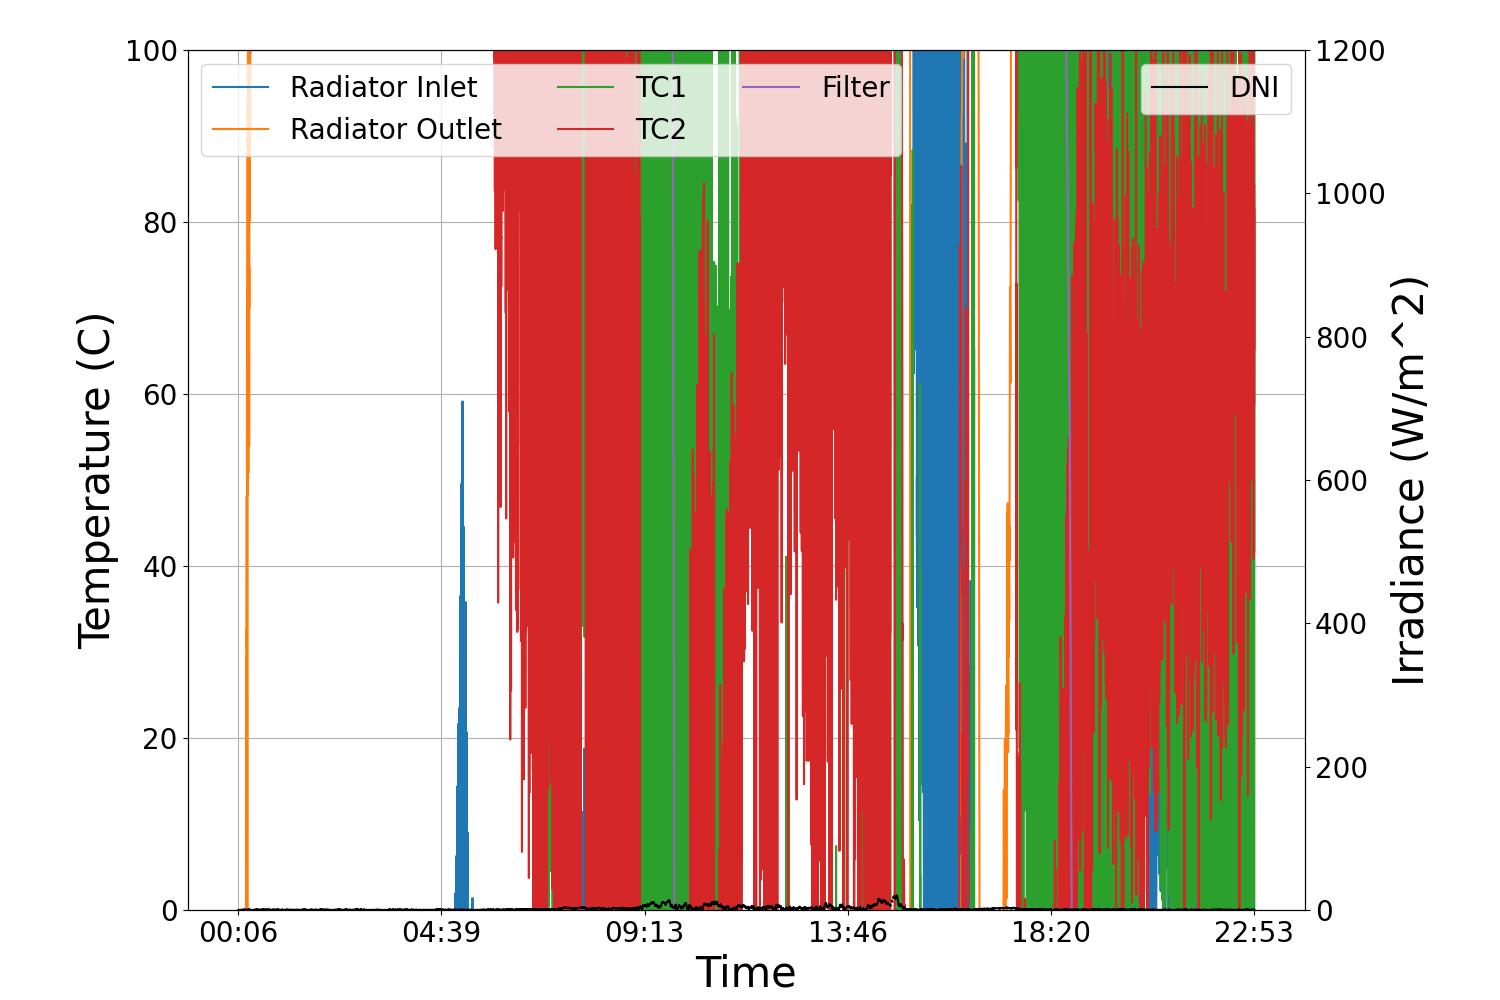 Radiator Inlet
Radiator Outlet
TC1
TC2
Filter
DNI
Temperature (C)
100
80
60
40
20
0
Irradiance (W/m^2)
1200
1000
800
600
400
200
0
00:06
04:39
09:13
13:46
18:20
22:53
Time